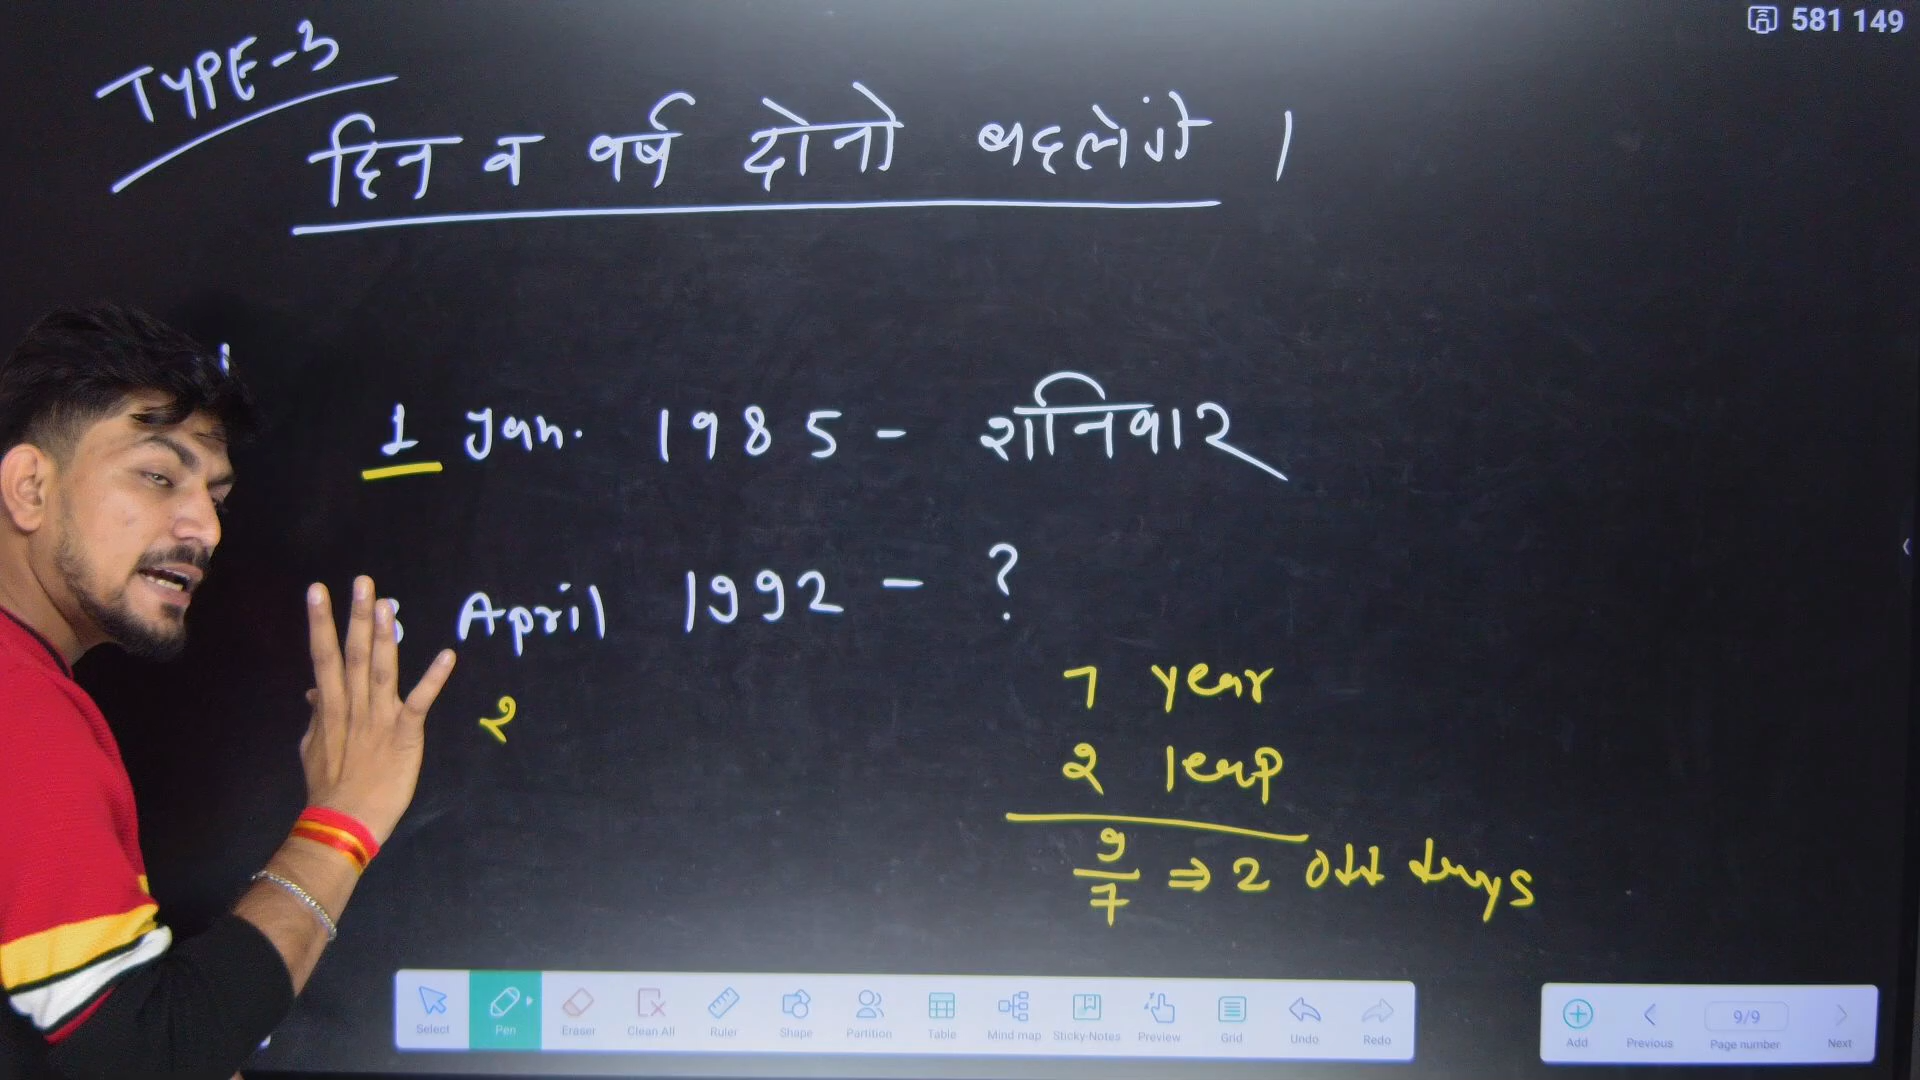 581 149
TYPE-3
दिन व वर्ष दोनो बदलेंगे ।
1 Jan. 1985 - शनिवार
April 1992 - ?
2
7 year
2 leap
9/7 ⇒ 2 odd days
Select Pen Eraser Clean All Ruler Shape Partition Table Mind map Sticky-Notes Preview Grid Undo Redo
Add Previous 9/9 Page number Next